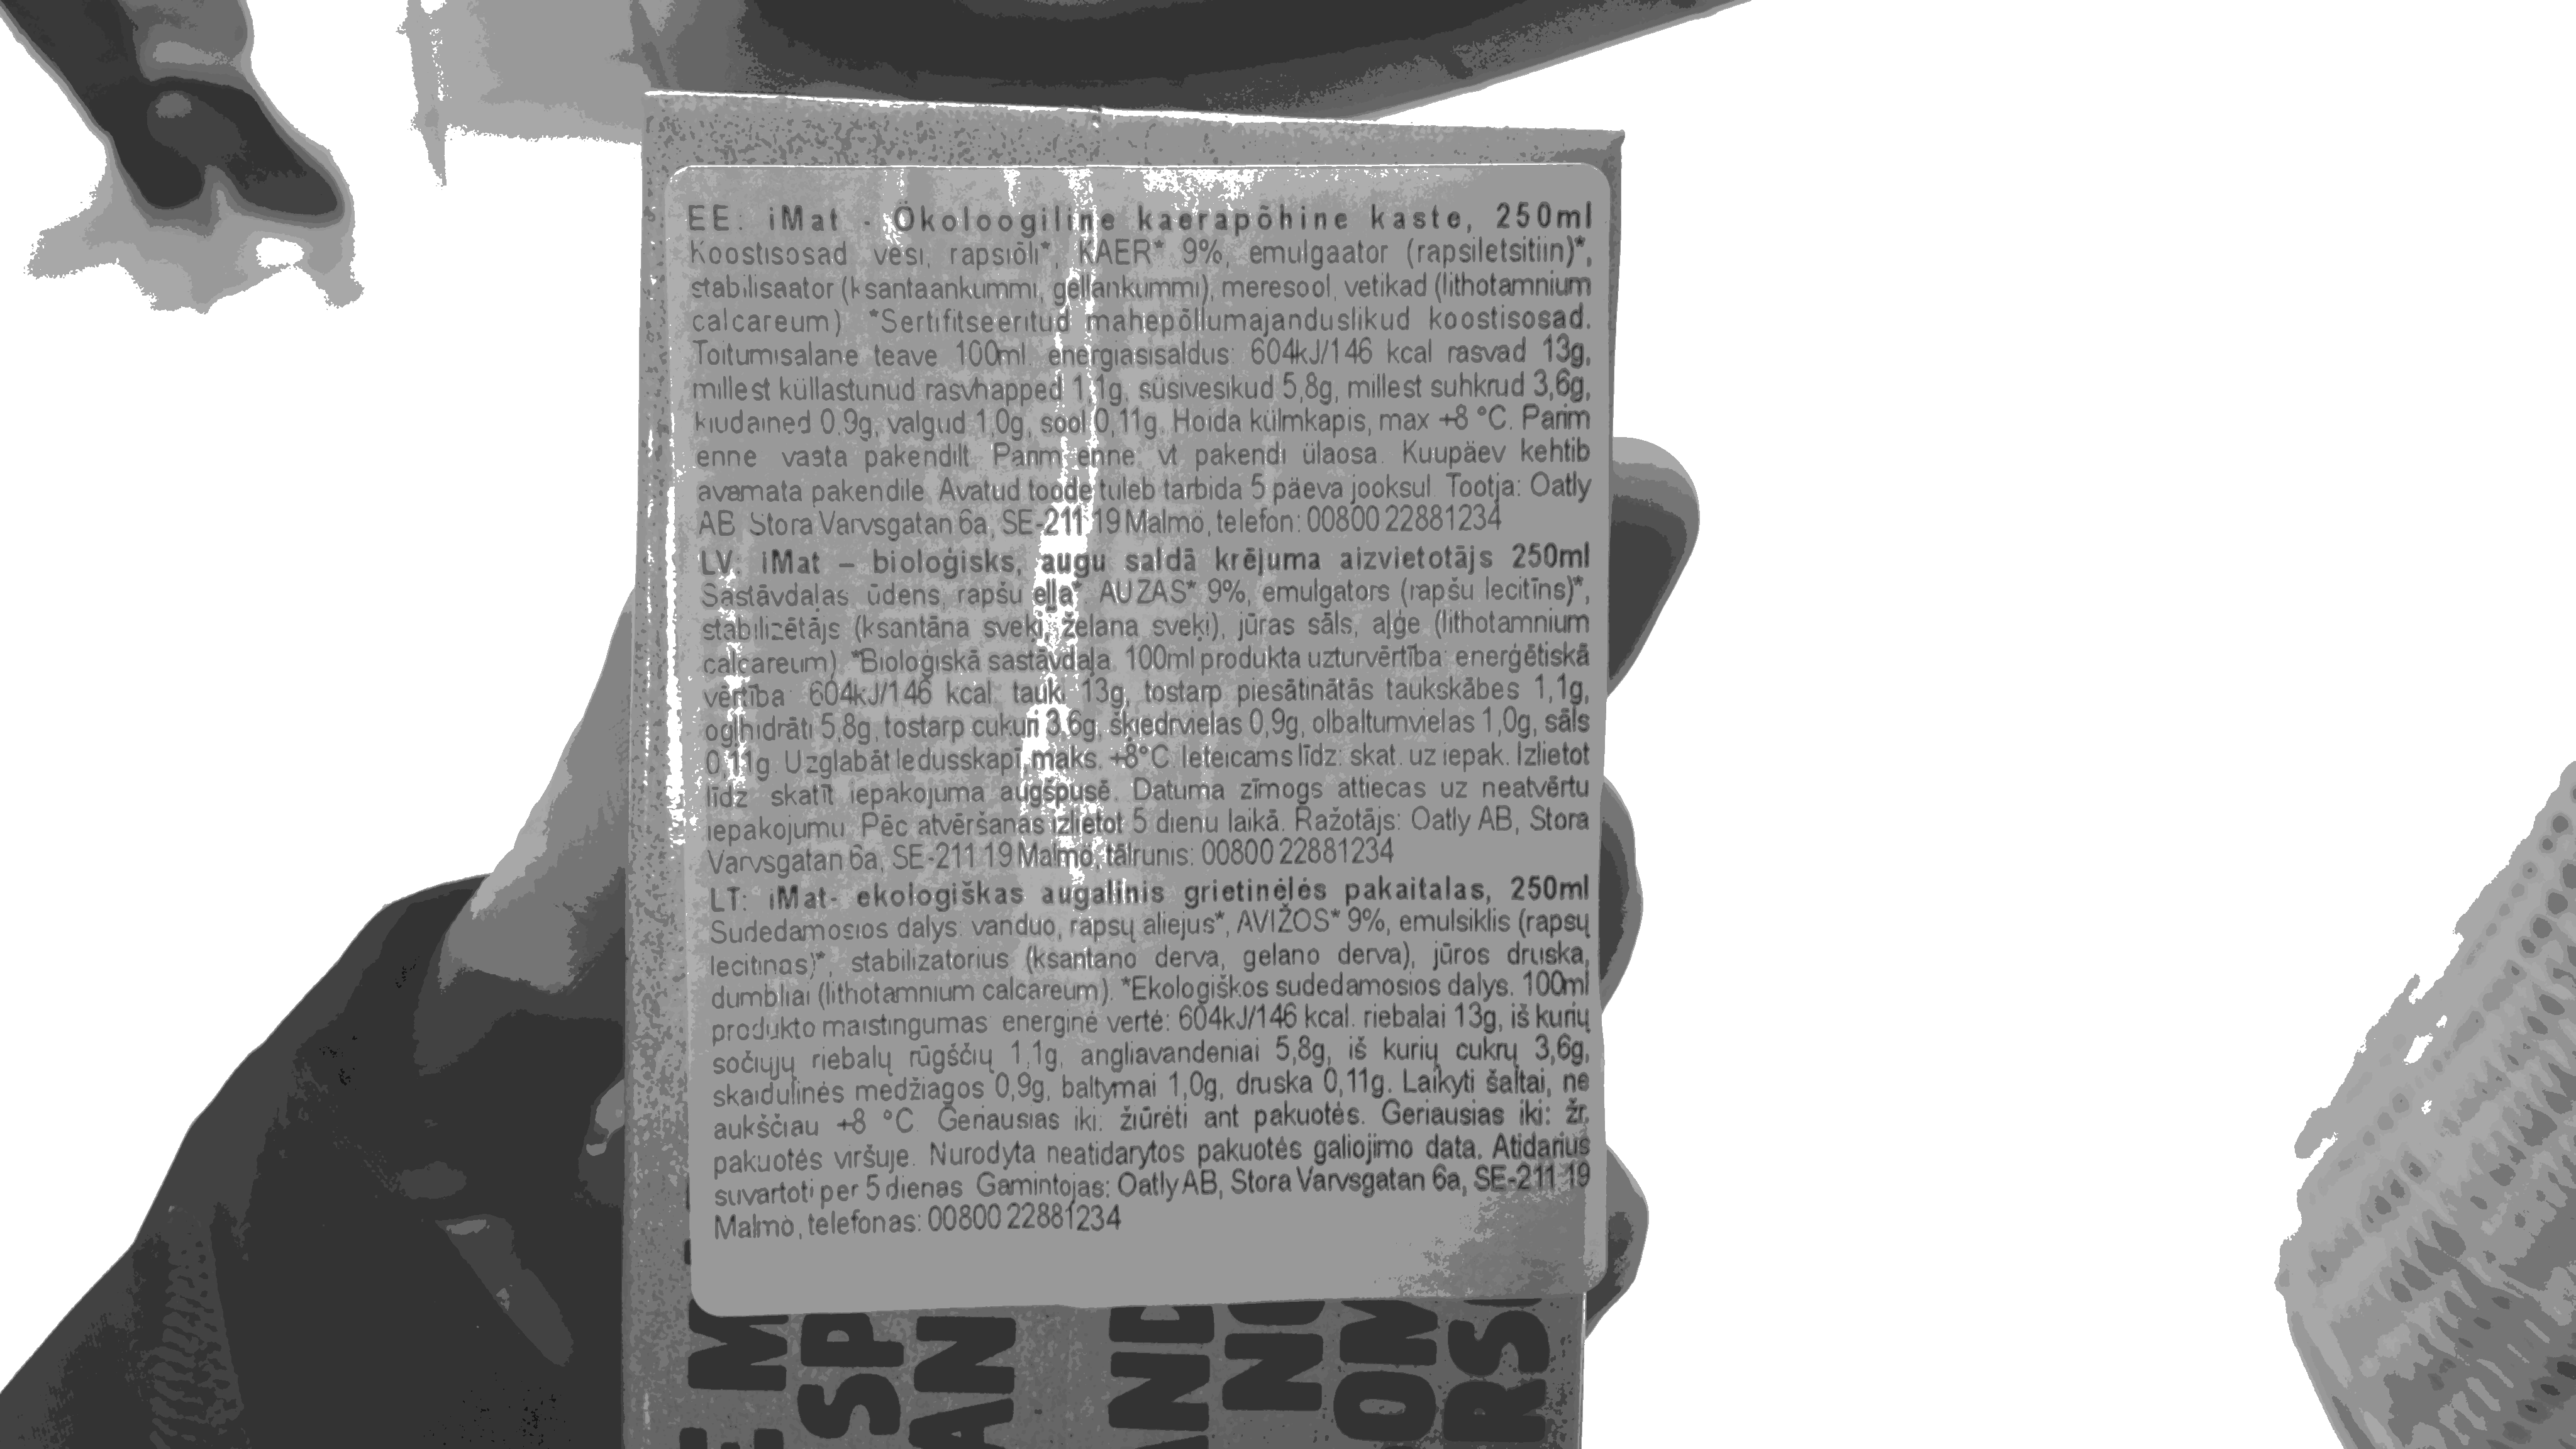 EE: iMat - Ökoloogiline kaerapõhine kaste, 250ml
Koostisosad vesi, rapsiõli*, KAER* 9%, emulgaator (rapsiletsitiin)*,
stabilisaator (ksantaankummi, gellankummi), meresool, vetikad (lithotamnium
calcareum) *Sertifitseeritud mahepõllumajanduslikud koostisosad.
Toitumisalane teave 100ml energiasisaldus: 604kJ/146 kcal rasvad 13g,
millest küllastunud rasvhapped 1,1g, süsivesikud 5,8g, millest suhkrud 3,6g,
kiudained 0,9g, valgud 1,0g, sool 0,11g. Hoida külmkapis, max +8 °C. Parim
enne vaata pakendilt Parim enne vt pakendi ülaosa. Kuupäev kehtib
avamata pakendile Avatud toode tuleb tarbida 5 päeva jooksul Tootja: Oatly
AB Stora Varvsgatan 6a, SE-211 19 Malmö, telefon: 00800 22881234
LV: iMat – bioloģisks, augu saldā krējuma aizvietotājs 250ml
Sastāvdaļas ūdens, rapšu eļļa* AUZAS* 9%, emulgators (rapšu lecitīns)*,
stabilizētājs (ksantāna sveķi, želana sveķi), jūras sāls, aļģe (lithotamnium
calcareum) *Bioloģiskā sastāvdaļa. 100ml produkta uzturvērtība enerģētiskā
vērtība 604kJ/146 kcal tauki 13g, tostarp piesātinātās taukskābes 1,1g,
ogļhidrāti 5,8g, tostarp cukuri 3,6g, šķiedrvielas 0,9g, olbaltumvielas 1,0g, sāls
0,11g. Uzglabāt ledusskapī, maks. +8°C. Ieteicams līdz: skat. uz iepak. Izlietot
līdz skatīt iepakojuma augšpusē. Datuma zīmogs attiecas uz neatvērtu
iepakojumu. Pēc atvēršanas izlietot 5 dienu laikā. Ražotājs: Oatly AB, Stora
Varvsgatan 6a, SE-211 19 Malmö, tālrunis: 00800 22881234
LT: iMat- ekologiškas augalinis grietinėlės pakaitalas, 250ml
Sudedamosios dalys: vanduo, rapsų aliejus*, AVIŽOS* 9%, emulsiklis (rapsų
lecitinas)*, stabilizatorius (ksantano derva, gelano derva), jūros druska,
dumbliai (lithotamnium calcareum). *Ekologiškos sudedamosios dalys. 100ml
produkto maistingumas energinė vertė: 604kJ/146 kcal. riebalai 13g, iš kurių
sočiųjų riebalų rūgščių 1,1g, angliavandeniai 5,8g, iš kurių cukrų 3,6g,
skaidulinės medžiagos 0,9g, baltymai 1,0g, druska 0,11g. Laikyti šaltai, ne
aukščiau +8 °C Geriausias iki: žiūrėti ant pakuotės. Geriausias iki: žr.
pakuotės viršuje. Nurodyta neatidarytos pakuotės galiojimo data. Atidarius
suvartoti per 5 dienas Gamintojas: Oatly AB, Stora Varvsgatan 6a, SE-211 19
Malmö, telefonas: 00800 22881234